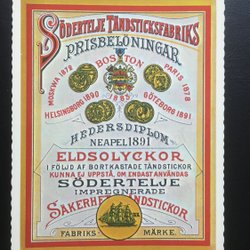 SÖDERTELJE TÄNDSTICKSFABRIKS
PRISBELÖNINGAR
MOSKWA 1872
BOSTON
PARIS 1878
1883
HELSINGBORG 1890
GÖTEBORG 1891
HEDERSDIPLOM
NEAPEL 1891
ELDSOLYCKOR
I FÖLJD AF BORTKASTADE TÄNDSTICKOR
KUNNA EJ UPPSTÅ, OM ENDAST ANVÄNDAS
SÖDERTELJE
IMPREGNERADE
SÄKERHETSTÄNDSTICKOR
FABRIKS MÄRKE.